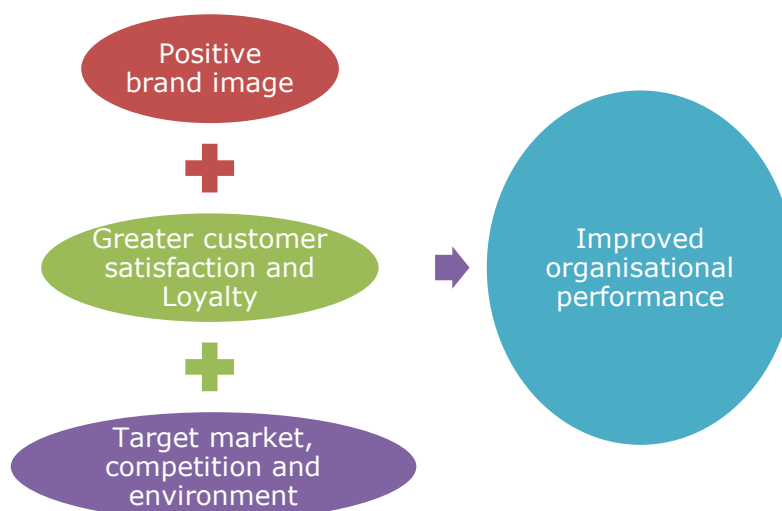 Positive
brand image
Greater customer
satisfaction and
Loyalty
Target market,
competition and
environment
Improved
organisational
performance